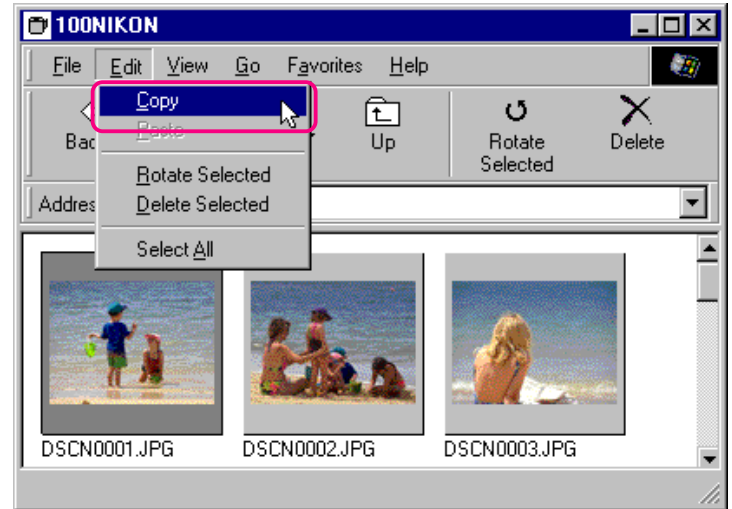 100NIKON
File Edit View Go Favorites Help
Copy
Paste
Rotate Selected
Delete Selected
Select All
Up
Rotate
Selected
Delete
DSCN0001.JPG DSCN0002.JPG DSCN0003.JPG